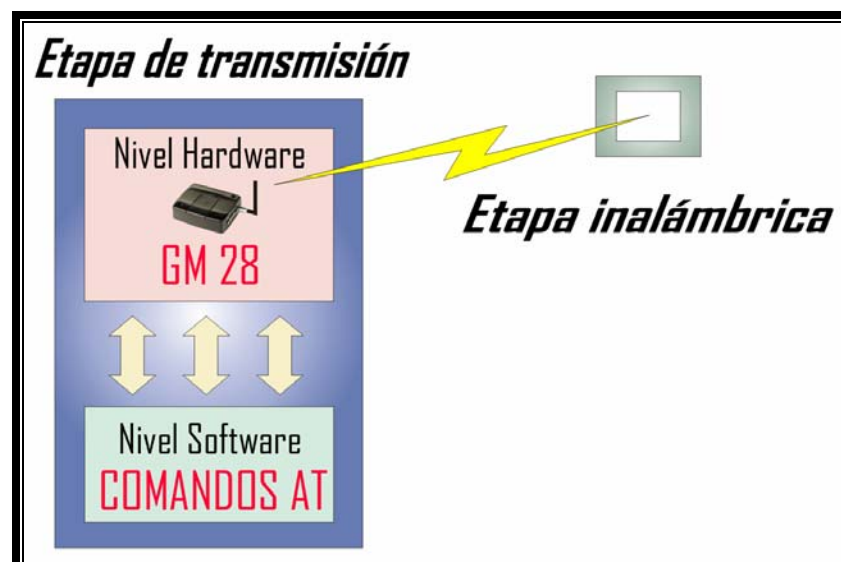 Etapa de transmisión
Nivel Hardware
GM 28
Etapa inalámbrica
Nivel Software
COMANDOS AT